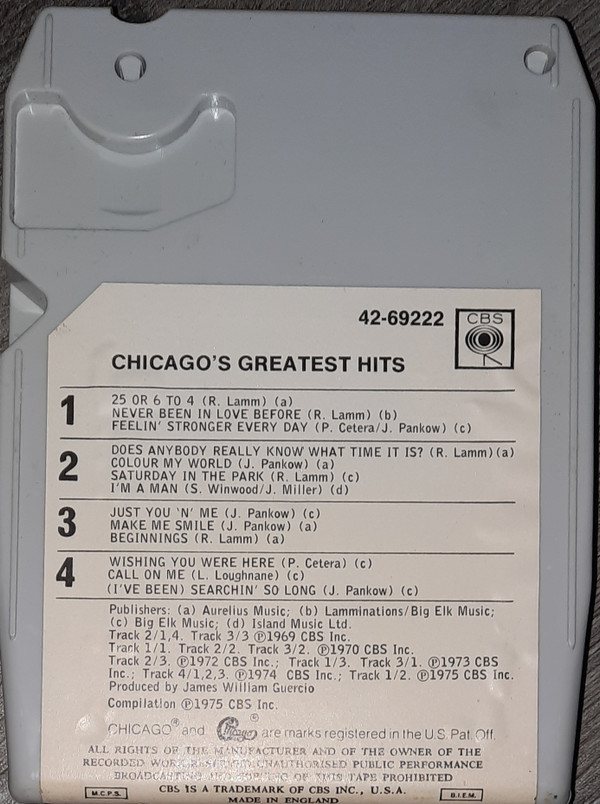 42-69222
CBS
CHICAGO'S GREATEST HITS
1
25 OR 6 TO 4 (R. Lamm) (a)
NEVER BEEN IN LOVE BEFORE (R. Lamm) (b)
FEELIN' STRONGER EVERY DAY (P. Cetera/J. Pankow) (c)
2
DOES ANYBODY REALLY KNOW WHAT TIME IT IS? (R. Lamm)(a)
COLOUR MY WORLD (J. Pankow) (a)
SATURDAY IN THE PARK (R. Lamm) (c)
I'M A MAN (S. Winwood/J. Miller) (d)
3
JUST YOU 'N' ME (J. Pankow) (c)
MAKE ME SMILE (J. Pankow) (a)
BEGINNINGS (R. Lamm) (a)
4
WISHING YOU WERE HERE (P. Cetera) (c)
CALL ON ME (L. Loughnane) (c)
(I'VE BEEN) SEARCHIN' SO LONG (J. Pankow) (c)
Publishers: (a) Aurelius Music; (b) Lamminations/Big Elk Music;
(c) Big Elk Music; (d) Island Music Ltd.
Track 2/1,4. Track 3/3 ℗1969 CBS Inc.
Track 1/1. Track 2/2. Track 3/2. ℗1970 CBS Inc.
Track 2/3. ℗1972 CBS Inc.; Track 1/3. Track 3/1. ℗1973 CBS
Inc.; Track 4/1,2,3. ℗1974 CBS Inc.; Track 1/2. ℗1975 CBS Inc.
Produced by James William Guercio
Compilation ℗1975 CBS Inc.
CHICAGO® and Chicago® are marks registered in the U.S. Pat. Off.
ALL RIGHTS OF THE MANUFACTURER AND OF THE OWNER OF THE
RECORDED WORK RESERVED UNAUTHORISED PUBLIC PERFORMANCE
BROADCASTING AND COPYING OF THIS TAPE PROHIBITED
M.C.P.S.
CBS IS A TRADEMARK OF CBS INC., U.S.A.
B.I.E.M.
MADE IN ENGLAND